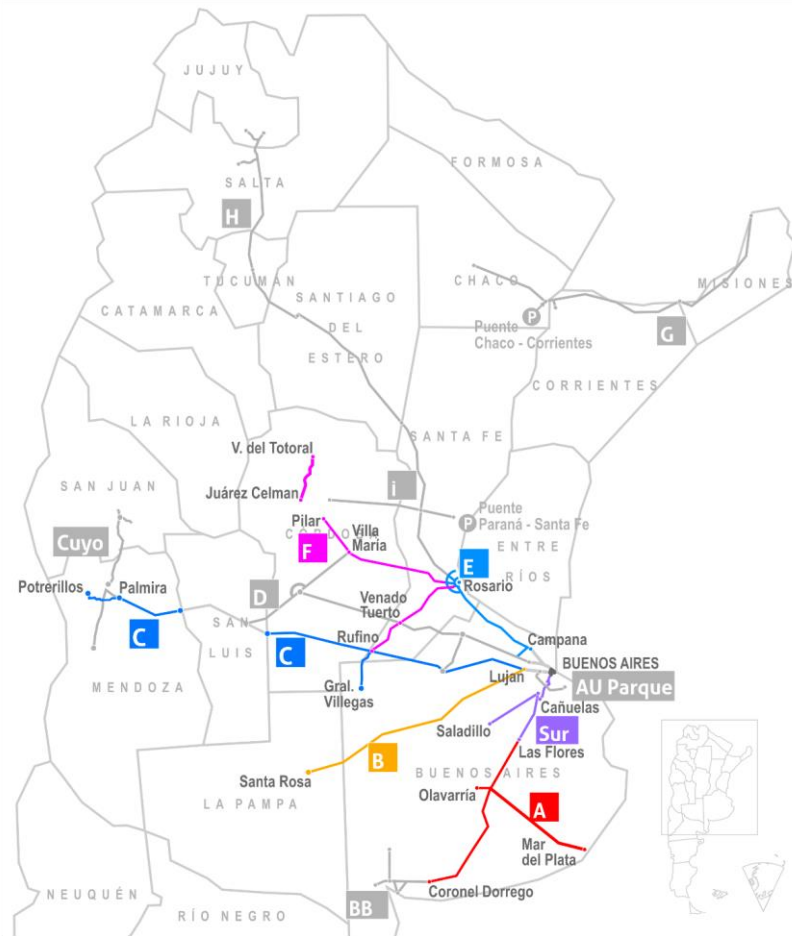 JUJUY
FORMOSA
SALTA
H
CHACO
MISIONES
TUCUMÁN
SANTIAGO
DEL
ESTERO
CATAMARCA
P
Puente
Chaco - Corrientes
G
CORRIENTES
LA RIOJA
SANTA FE
V. del Totoral
SAN JUAN
Juárez Celman
i
Puente
Paraná - Santa Fe
P
Pilar
CÓRDOBA
Villa
María
Cuyo
F
ENTRE
RÍOS
E
Rosario
Potrerillos
Palmira
D
Venado
Tuerto
C
SAN
LUIS
C
Rufino
Campana
MENDOZA
Gral.
Villegas
Lujan
BUENOS AIRES
AU Parque
Cañuelas
Saladillo
Sur
Las Flores
B
BUENOS AIRES
Santa Rosa
LA PAMPA
Olavarría
A
Mar
del Plata
Coronel Dorrego
BB
NEUQUÉN
RÍO NEGRO